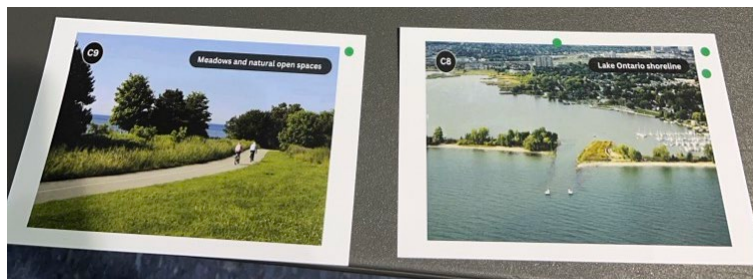 C9
Meadows and natural open spaces
C8
Lake Ontario shoreline